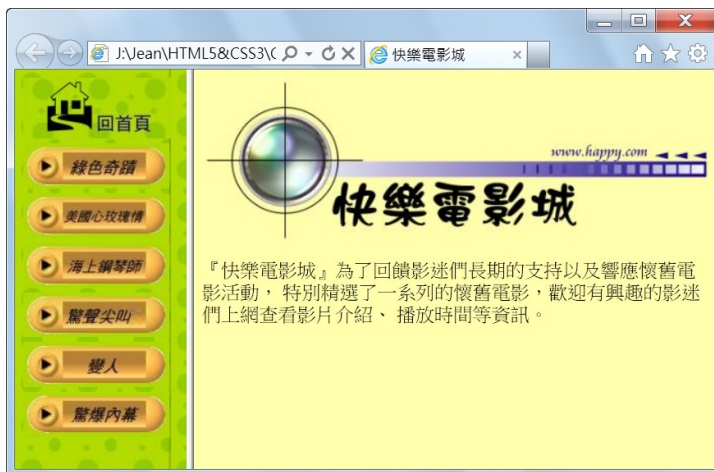 J:\Jean\HTML5&CSS3\(
快樂電影城
回首頁
綠色奇蹟
美國心玫瑰情
海上鋼琴師
驚聲尖叫
變人
驚爆內幕
www.happy.com
快樂電影城
『快樂電影城』為了回饋影迷們長期的支持以及響應懷舊電
影活動， 特別精選了一系列的懷舊電影，歡迎有興趣的影迷
們上網查看影片介紹、 播放時間等資訊。